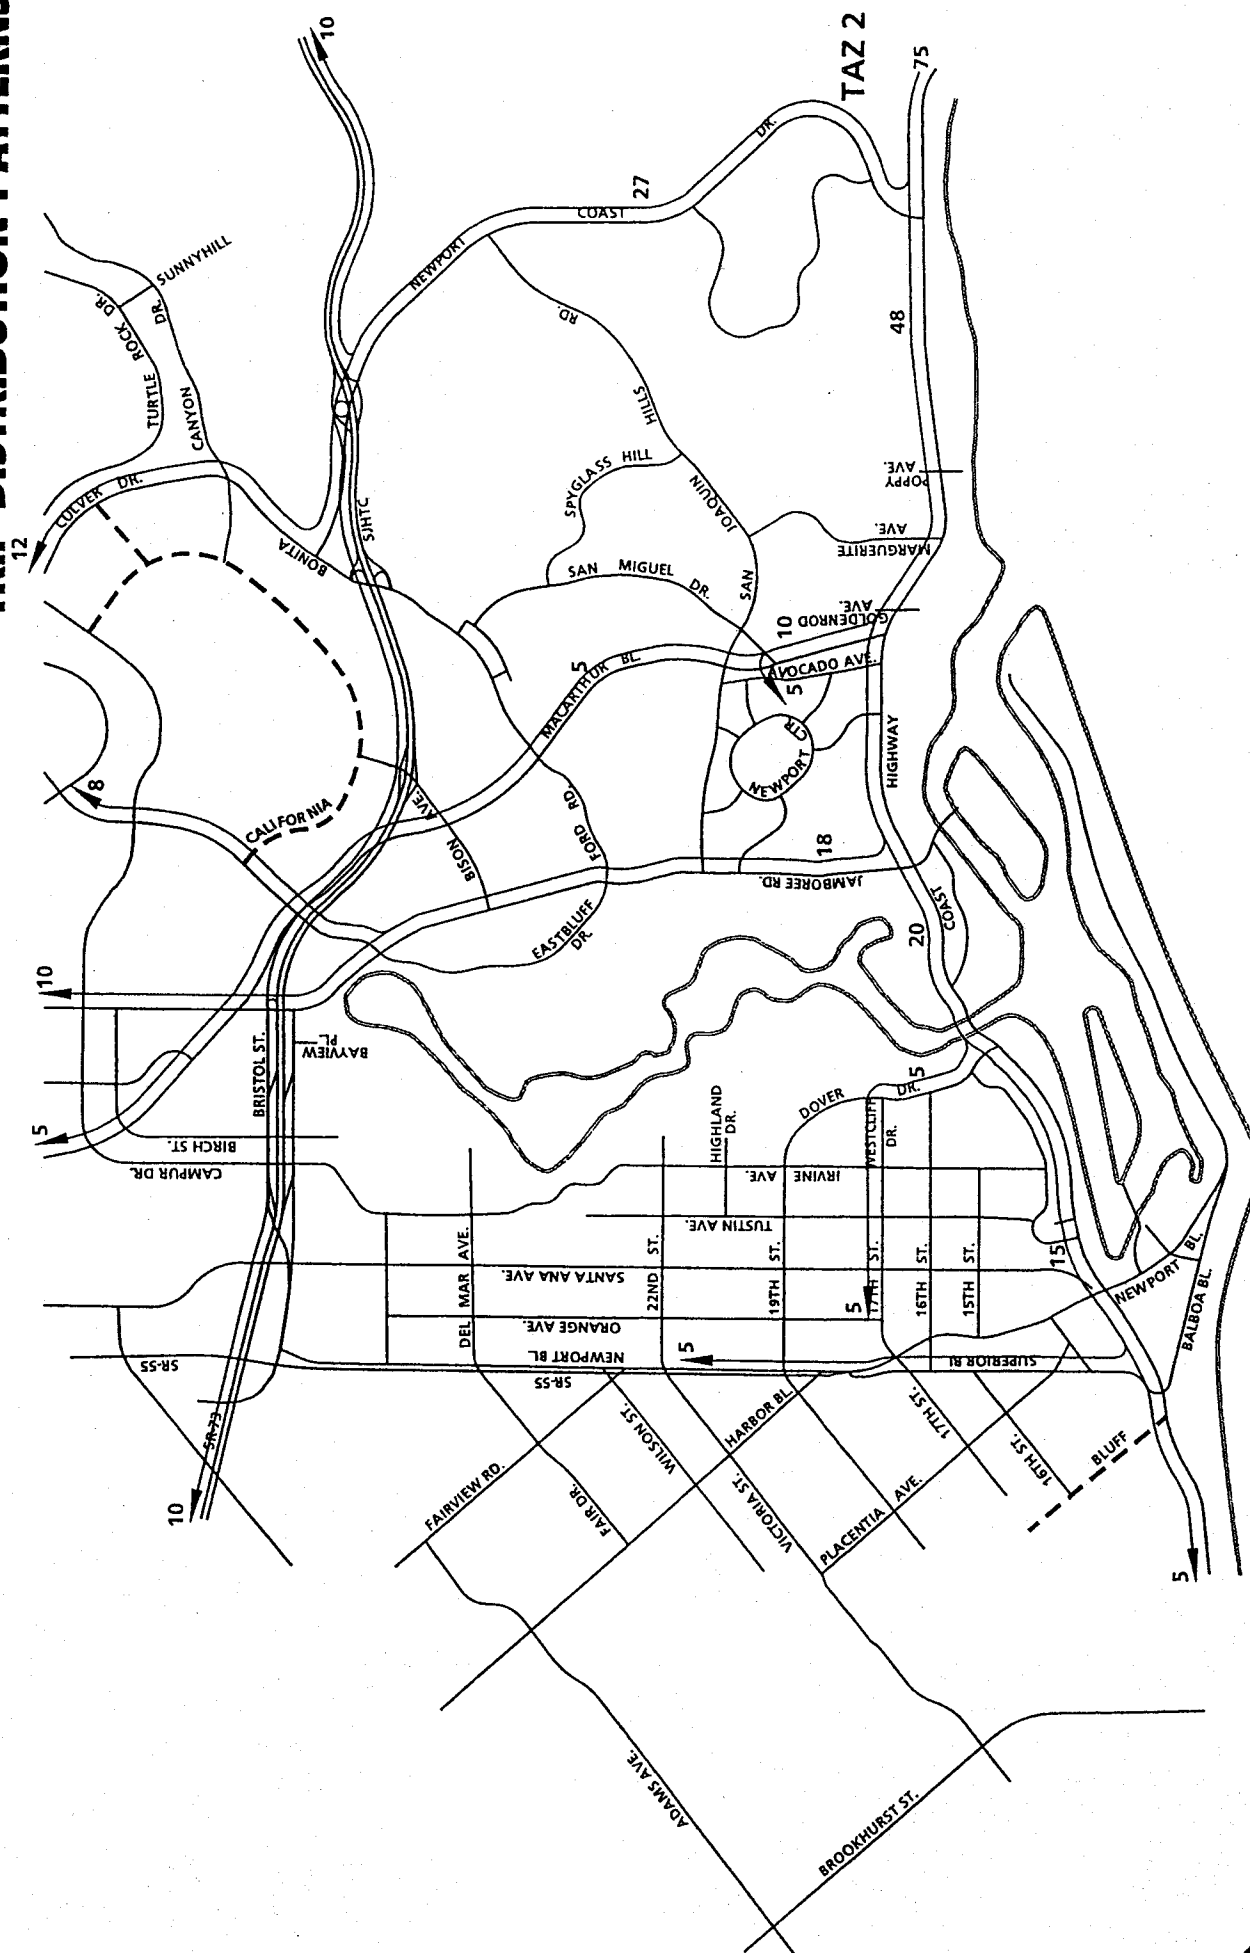 TRIP DISTRIBUTION PATTERNS
TAZ 2
10
75
12
SUNNYHILL
DR.
TURTLE ROCK DR.
CANYON
CULVER DR.
BONITA
SJHTC
NEWPORT COAST DR.
27
48
SAN JOAQUIN HILLS RD.
SPYGLASS HILL
SAN MIGUEL DR.
POPPY AVE.
MARGUERITE AVE.
GOLDENROD AVE.
10
AVOCADO AVE.
5
MACARTHUR BL.
5
NEWPORT CTR
HIGHWAY
8
CALIFORNIA
BISON AVE.
FORD RD.
JAMBOREE RD.
18
EASTBLUFF DR.
20
COAST
10
5
BRISTOL ST.
BAYVIEW PL.
BIRCH ST.
CAMPUR DR.
HIGHLAND DR.
DOVER DR.
5
WESTCLIFF DR.
IRVINE AVE.
TUSTIN AVE.
SANTA ANA AVE.
ORANGE AVE.
NEWPORT BL
SR-55
SR-55
DEL MAR AVE.
22ND ST.
19TH ST.
17TH ST.
5
16TH ST.
15TH ST.
15
5
SUPERIOR BL
NEWPORT BL.
BALBOA BL.
SR-73
10
FAIRVIEW RD.
FAIR DR.
WILSON ST.
HARBOR BL.
VICTORIA ST.
PLACENTIA AVE.
17TH ST.
16TH ST.
BLUFF
5
ADAMS AVE.
BROOKHURST ST.